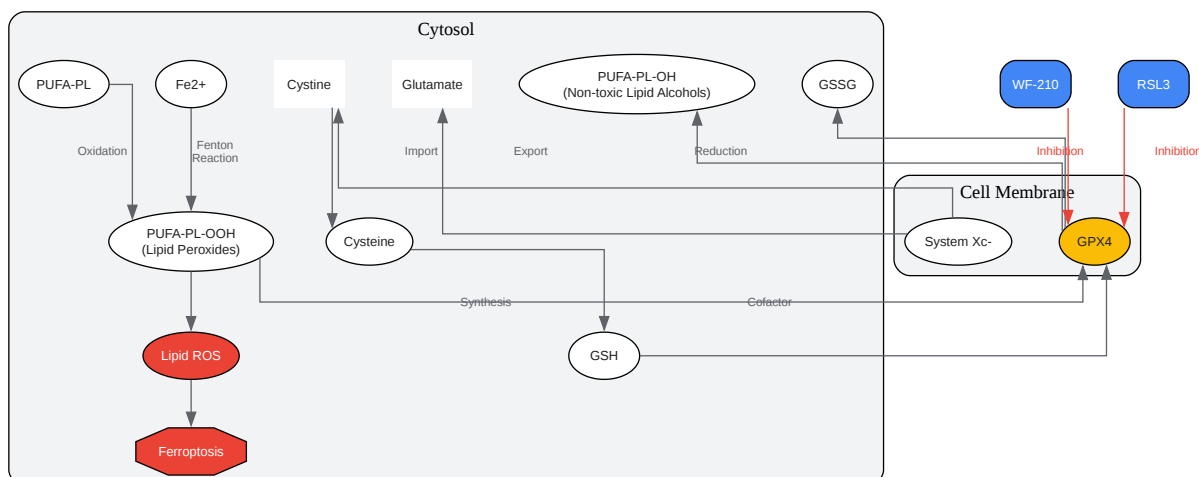 Cytosol
PUFA-PL
Fe2+
Cystine
Glutamate
PUFA-PL-OH
(Non-toxic Lipid Alcohols)
GSSG
WF-210
RSL3
Oxidation
Fenton
Reaction
Import
Export
Reduction
Inhibition
Inhibition
Cell Membrane
PUFA-PL-OOH
(Lipid Peroxides)
Cysteine
System Xc-
GPX4
Synthesis
Cofactor
Lipid ROS
GSH
Ferroptosis